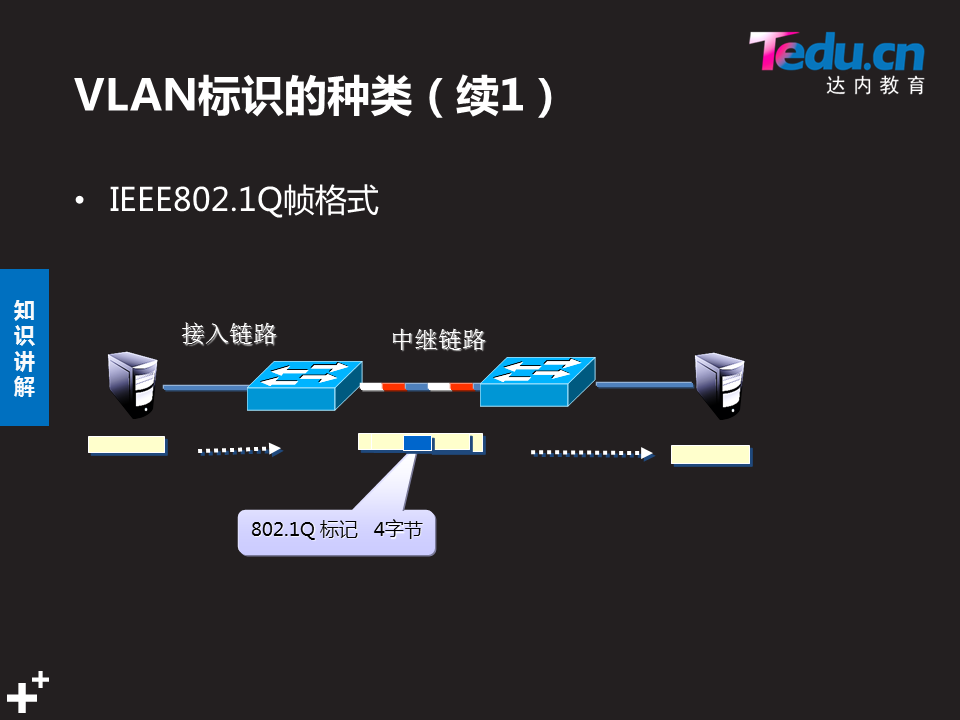 Tedu.cn
达内教育
VLAN标识的种类（续1）
• IEEE802.1Q帧格式
知识讲解
接入链路
中继链路
802.1Q 标记 4字节